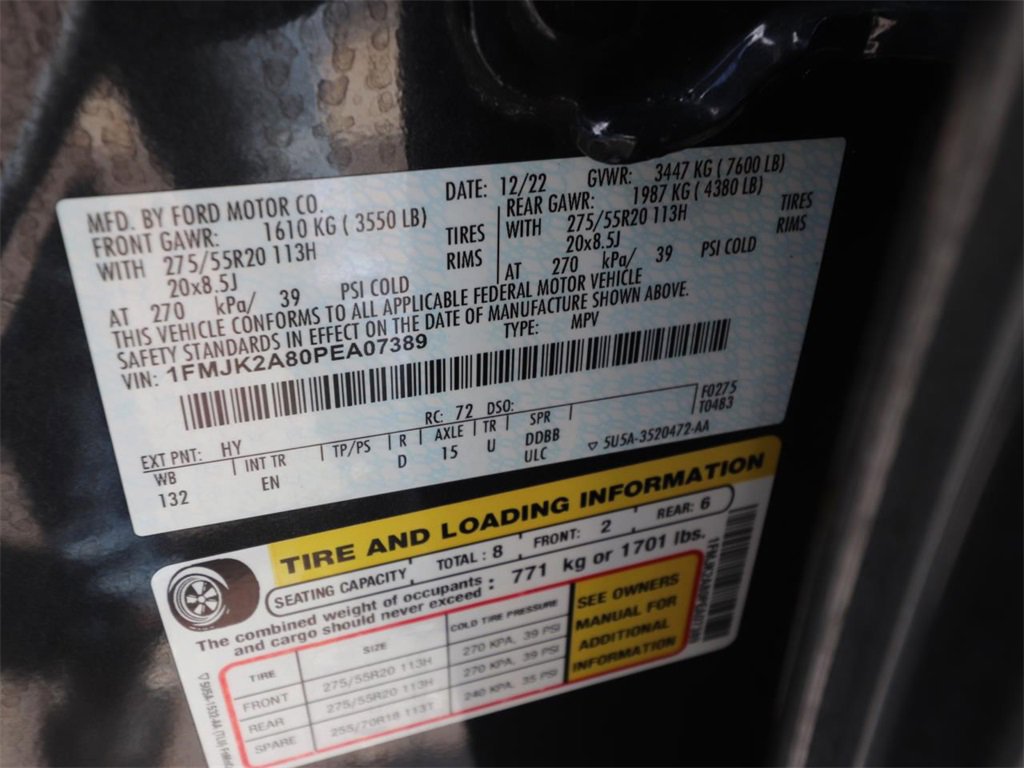 MFD. BY FORD MOTOR CO.
DATE: 12/22 GVWR: 3447 KG ( 7600 LB)
FRONT GAWR: 1610 KG ( 3550 LB) REAR GAWR: 1987 KG ( 4380 LB)
WITH 275/55R20 113H TIRES WITH 275/55R20 113H TIRES
20x8.5J RIMS 20x8.5J RIMS
AT 270 kPa/ 39 PSI COLD AT 270 kPa/ 39 PSI COLD
THIS VEHICLE CONFORMS TO ALL APPLICABLE FEDERAL MOTOR VEHICLE
SAFETY STANDARDS IN EFFECT ON THE DATE OF MANUFACTURE SHOWN ABOVE.
VIN: 1FMJK2A80PEA07389 TYPE: MPV
EXT PNT: HY RC: 72 DSO: F0275
WB INT TR TP/PS R AXLE TR SPR T0483
132 EN D 15 U DDBB
ULC 5U5A-3520472-AA
TIRE AND LOADING INFORMATION
SEATING CAPACITY TOTAL : 8 FRONT: 2 REAR: 6
The combined weight of occupants
and cargo should never exceed : 771 kg or 1701 lbs.
TIRE SIZE COLD TIRE PRESSURE
FRONT 275/55R20 113H 270 KPA, 39 PSI
REAR 275/55R20 113H 270 KPA, 39 PSI
SPARE 255/70R18 113T 240 KPA, 35 PSI
SEE OWNERS
MANUAL FOR
ADDITIONAL
INFORMATION